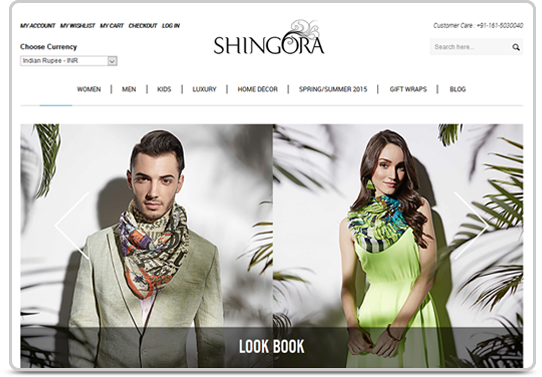 MY ACCOUNT MY WISHLIST MY CART CHECKOUT LOG IN
SHINGORA
Customer Care : +91-161-5030040
Choose Currency
Indian Rupee - INR
Search here...
WOMEN | MEN | KIDS | LUXURY | HOME DECOR | SPRING/SUMMER 2015 | GIFT WRAPS | BLOG
LOOK BOOK